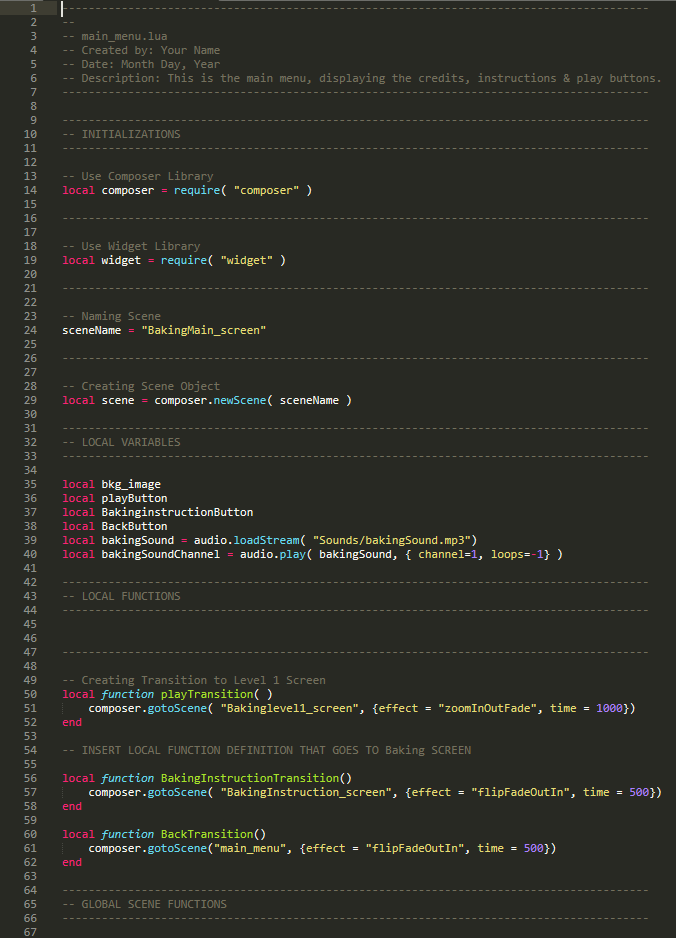 1 ------------------------------------------------------------------------------------------
2 --
3 -- main_menu.lua
4 -- Created by: Your Name
5 -- Date: Month Day, Year
6 -- Description: This is the main menu, displaying the credits, instructions & play buttons.
7 ------------------------------------------------------------------------------------------
8
9 ------------------------------------------------------------------------------------------
10 -- INITIALIZATIONS
11 ------------------------------------------------------------------------------------------
12
13 -- Use Composer Library
14 local composer = require( "composer" )
15
16 ------------------------------------------------------------------------------------------
17
18 -- Use Widget Library
19 local widget = require( "widget" )
20
21 ------------------------------------------------------------------------------------------
22
23 -- Naming Scene
24 sceneName = "BakingMain_screen"
25
26 ------------------------------------------------------------------------------------------
27
28 -- Creating Scene Object
29 local scene = composer.newScene( sceneName )
30
31 ------------------------------------------------------------------------------------------
32 -- LOCAL VARIABLES
33 ------------------------------------------------------------------------------------------
34
35 local bkg_image
36 local playButton
37 local BakinginstructionButton
38 local BackButton
39 local bakingSound = audio.loadStream( "Sounds/bakingSound.mp3")
40 local bakingSoundChannel = audio.play( bakingSound, { channel=1, loops=-1} )
41
42 ------------------------------------------------------------------------------------------
43 -- LOCAL FUNCTIONS
44 ------------------------------------------------------------------------------------------
45
46
47 ------------------------------------------------------------------------------------------
48
49 -- Creating Transition to Level 1 Screen
50 local function playTransition( )
51     composer.gotoScene( "Bakinglevel1_screen", {effect = "zoomInOutFade", time = 1000})
52 end
53
54 -- INSERT LOCAL FUNCTION DEFINITION THAT GOES TO Baking SCREEN
55
56 local function BakingInstructionTransition()
57     composer.gotoScene( "BakingInstruction_screen", {effect = "flipFadeOutIn", time = 500})
58 end
59
60 local function BackTransition()
61     composer.gotoScene("main_menu", {effect = "flipFadeOutIn", time = 500})
62 end
63
64 ------------------------------------------------------------------------------------------
65 -- GLOBAL SCENE FUNCTIONS
66 ------------------------------------------------------------------------------------------
67